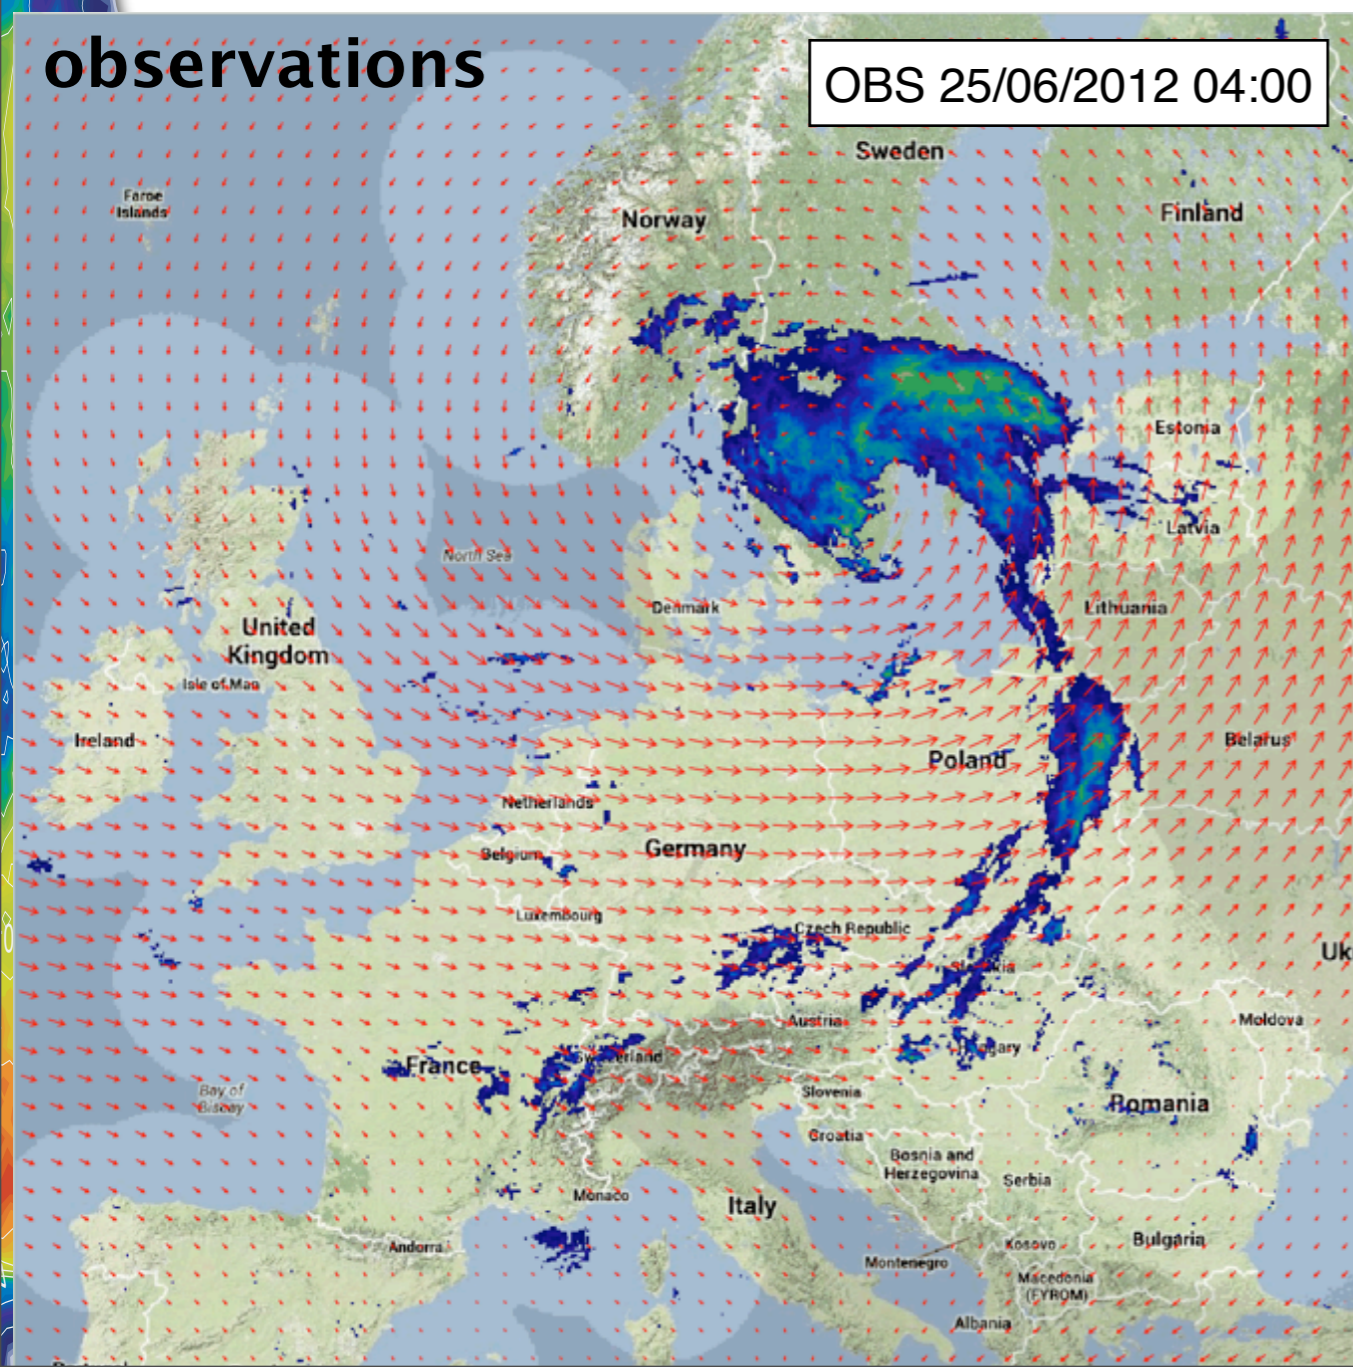 observations
OBS 25/06/2012 04:00
Sweden
Faroe
Islands
Norway
Finland
Estonia
Latvia
North Sea
Denmark
Lithuania
United
Kingdom
Isle of Man
Ireland
Poland
Belarus
Netherlands
Belgium
Germany
Luxembourg
Czech Republic
Uk
Slovakia
Austria
Moldova
France
Switzerland
Hungary
Bay of
Biscay
Slovenia
Romania
Croatia
Bosnia and
Herzegovina
Serbia
Monaco
Italy
Andorra
Kosovo
Bulgaria
Montenegro
Macedonia
(FYROM)
Albania